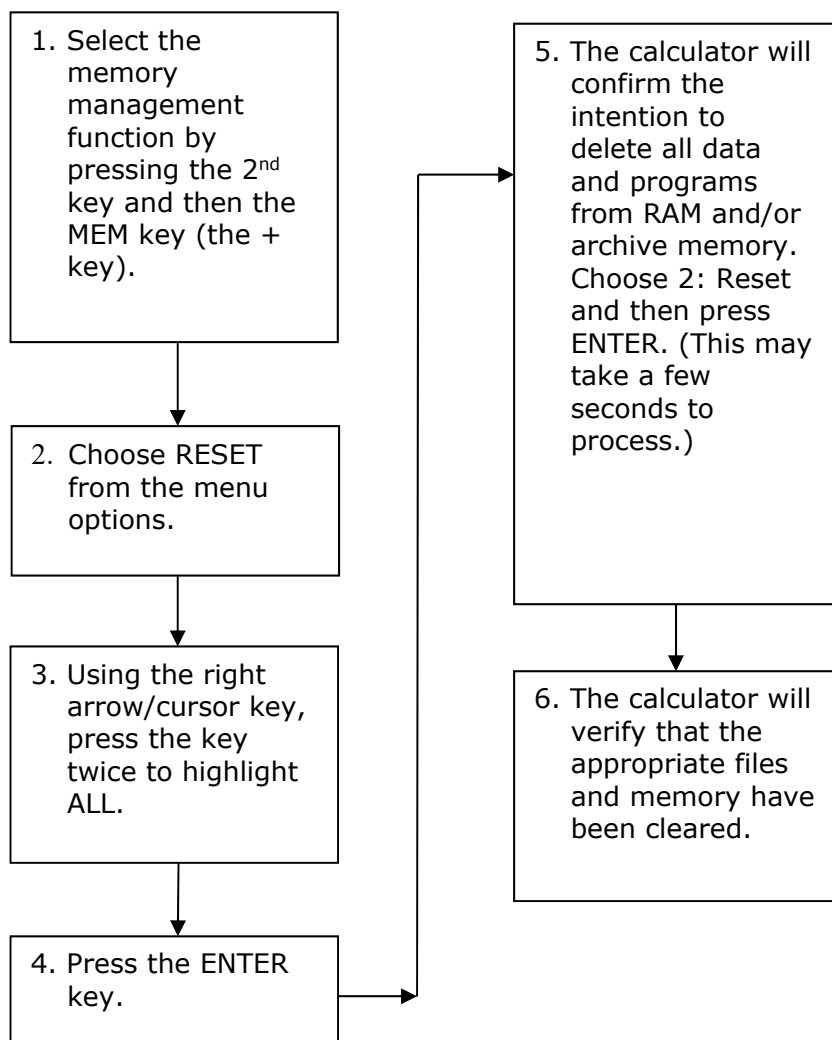 1. Select the
memory
management
function by
pressing the 2nd
key and then the
MEM key (the +
key).
2. Choose RESET
from the menu
options.
3. Using the right
arrow/cursor key,
press the key
twice to highlight
ALL.
4. Press the ENTER
key.
5. The calculator will
confirm the
intention to
delete all data
and programs
from RAM and/or
archive memory.
Choose 2: Reset
and then press
ENTER. (This may
take a few
seconds to
process.)
6. The calculator will
verify that the
appropriate files
and memory have
been cleared.